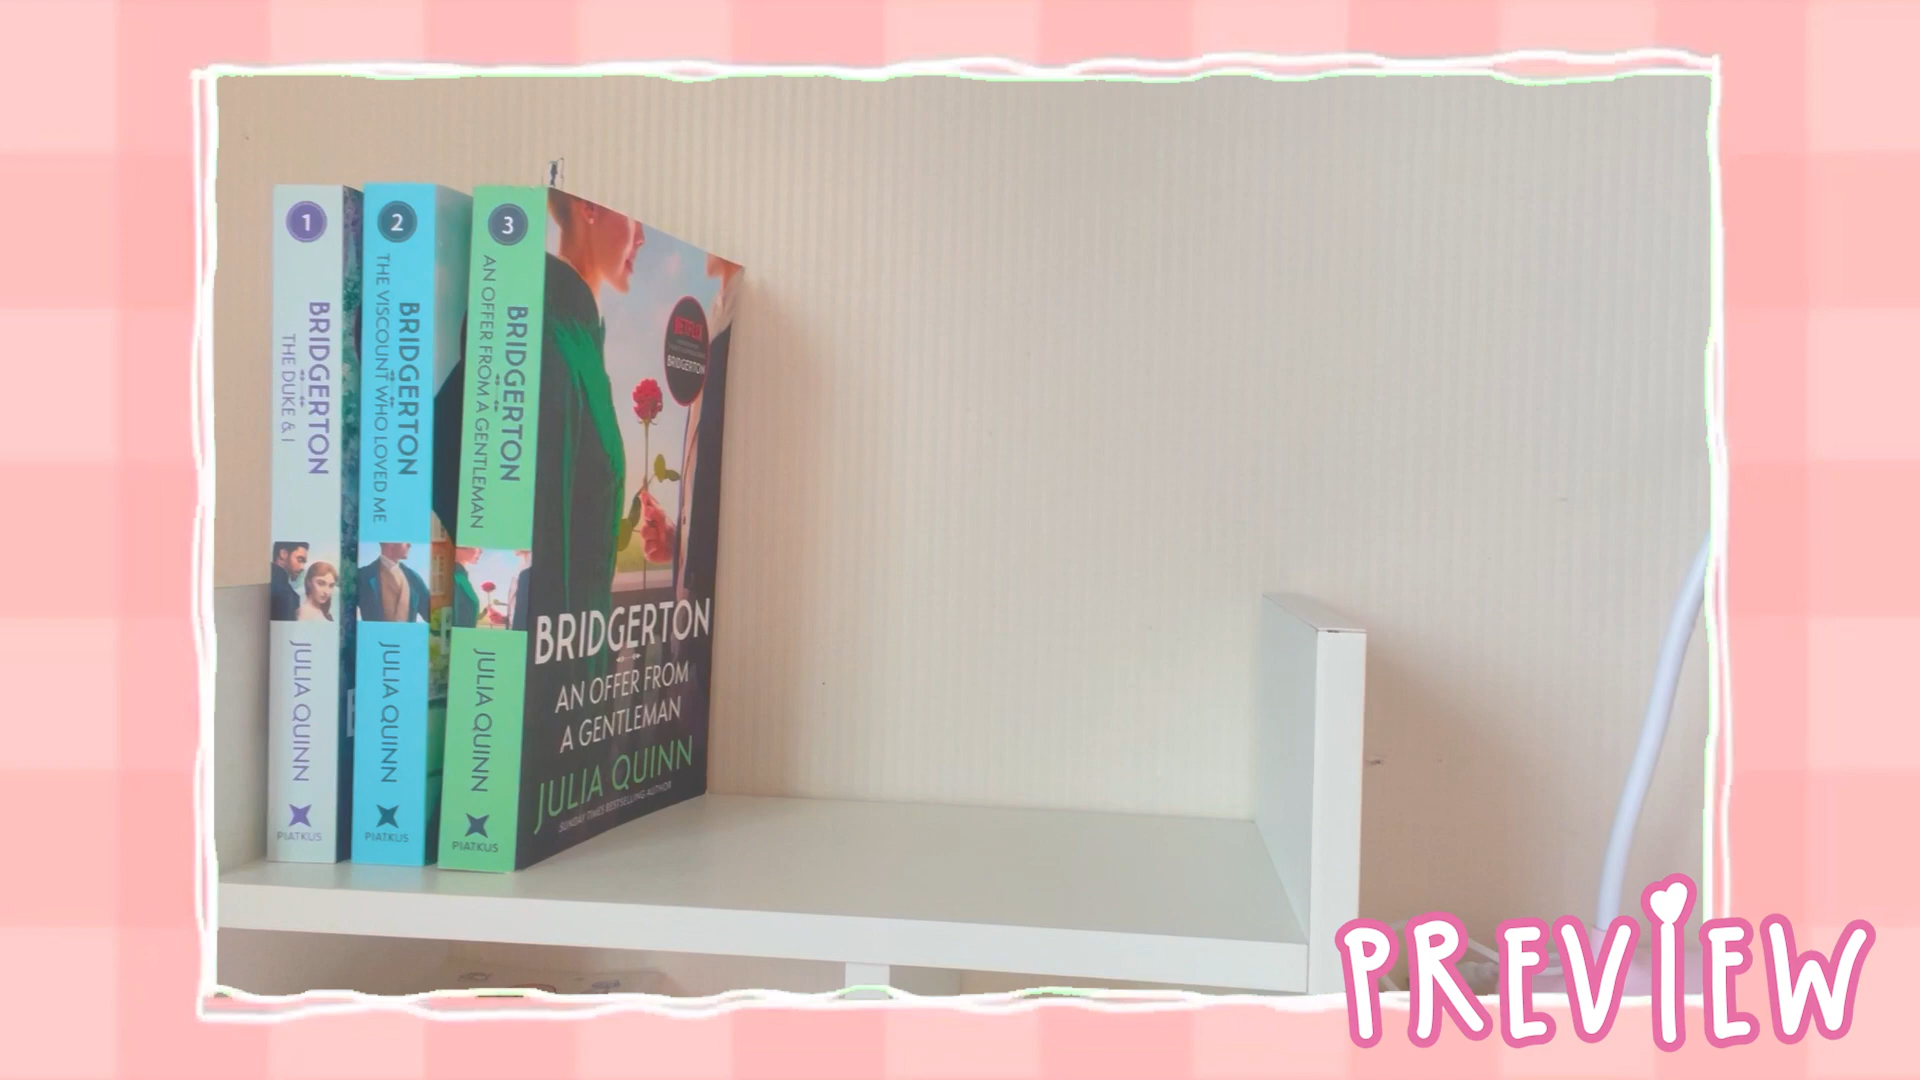 1
BRIDGERTON
THE DUKE & I
JULIA QUINN
PIATKUS
2
BRIDGERTON
THE VISCOUNT WHO LOVED ME
JULIA QUINN
PIATKUS
3
BRIDGERTON
AN OFFER FROM A GENTLEMAN
JULIA QUINN
PIATKUS
NETFLIX
BRIDGERTON
BRIDGERTON
AN OFFER FROM
A GENTLEMAN
JULIA QUINN
SUNDAY TIMES BESTSELLING AUTHOR
PREVIEW